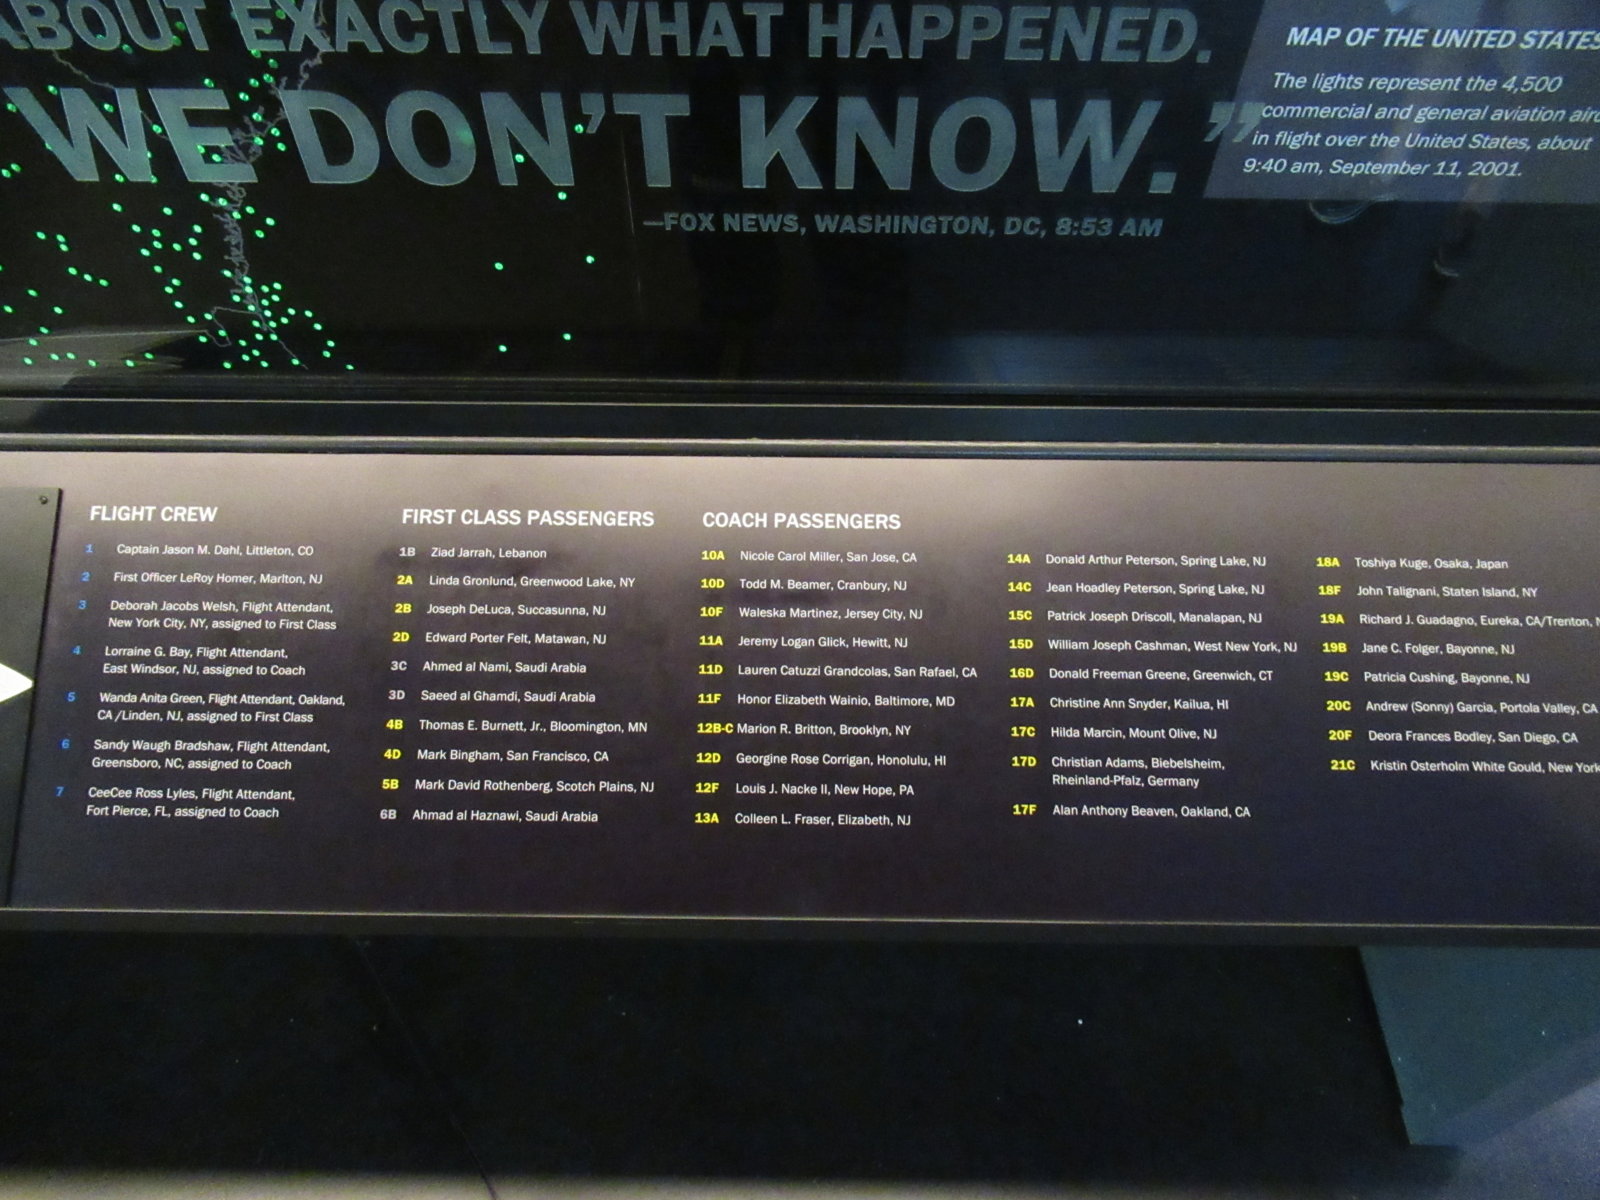 ABOUT EXACTLY WHAT HAPPENED.
WE DON'T KNOW.”
—FOX NEWS, WASHINGTON, DC, 8:53 AM
MAP OF THE UNITED STATES
The lights represent the 4,500
commercial and general aviation
in flight over the United States, about
9:40 am, September 11, 2001.
FLIGHT CREW
1 Captain Jason M. Dahl, Littleton, CO
2 First Officer LeRoy Homer, Marlton, NJ
3 Deborah Jacobs Welsh, Flight Attendant,
New York City, NY, assigned to First Class
4 Lorraine G. Bay, Flight Attendant,
East Windsor, NJ, assigned to Coach
5 Wanda Anita Green, Flight Attendant, Oakland,
CA /Linden, NJ, assigned to First Class
6 Sandy Waugh Bradshaw, Flight Attendant,
Greensboro, NC, assigned to Coach
7 CeeCee Ross Lyles, Flight Attendant,
Fort Pierce, FL, assigned to Coach
FIRST CLASS PASSENGERS
1B Ziad Jarrah, Lebanon
2A Linda Gronlund, Greenwood Lake, NY
2B Joseph DeLuca, Succasunna, NJ
2D Edward Porter Felt, Matawan, NJ
3C Ahmed al Nami, Saudi Arabia
3D Saeed al Ghamdi, Saudi Arabia
4B Thomas E. Burnett, Jr., Bloomington, MN
4D Mark Bingham, San Francisco, CA
5B Mark David Rothenberg, Scotch Plains, NJ
6B Ahmad al Haznawi, Saudi Arabia
COACH PASSENGERS
10A Nicole Carol Miller, San Jose, CA
10D Todd M. Beamer, Cranbury, NJ
10F Waleska Martinez, Jersey City, NJ
11A Jeremy Logan Glick, Hewitt, NJ
11D Lauren Catuzzi Grandcolas, San Rafael, CA
11F Honor Elizabeth Wainio, Baltimore, MD
12B-C Marion R. Britton, Brooklyn, NY
12D Georgine Rose Corrigan, Honolulu, HI
12F Louis J. Nacke II, New Hope, PA
13A Colleen L. Fraser, Elizabeth, NJ
14A Donald Arthur Peterson, Spring Lake, NJ
14C Jean Hoadley Peterson, Spring Lake, NJ
15C Patrick Joseph Driscoll, Manalapan, NJ
15D William Joseph Cashman, West New York, NJ
16D Donald Freeman Greene, Greenwich, CT
17A Christine Ann Snyder, Kailua, HI
17C Hilda Marcin, Mount Olive, NJ
17D Christian Adams, Biebelsheim,
Rheinland-Pfalz, Germany
17F Alan Anthony Beaven, Oakland, CA
18A Toshiya Kuge, Osaka, Japan
18F John Talignani, Staten Island, NY
19A Richard J. Guadagno, Eureka, CA/Trenton,
19B Jane C. Folger, Bayonne, NJ
19C Patricia Cushing, Bayonne, NJ
20C Andrew (Sonny) Garcia, Portola Valley, CA
20F Deora Frances Bodley, San Diego, CA
21C Kristin Osterholm White Gould, New York